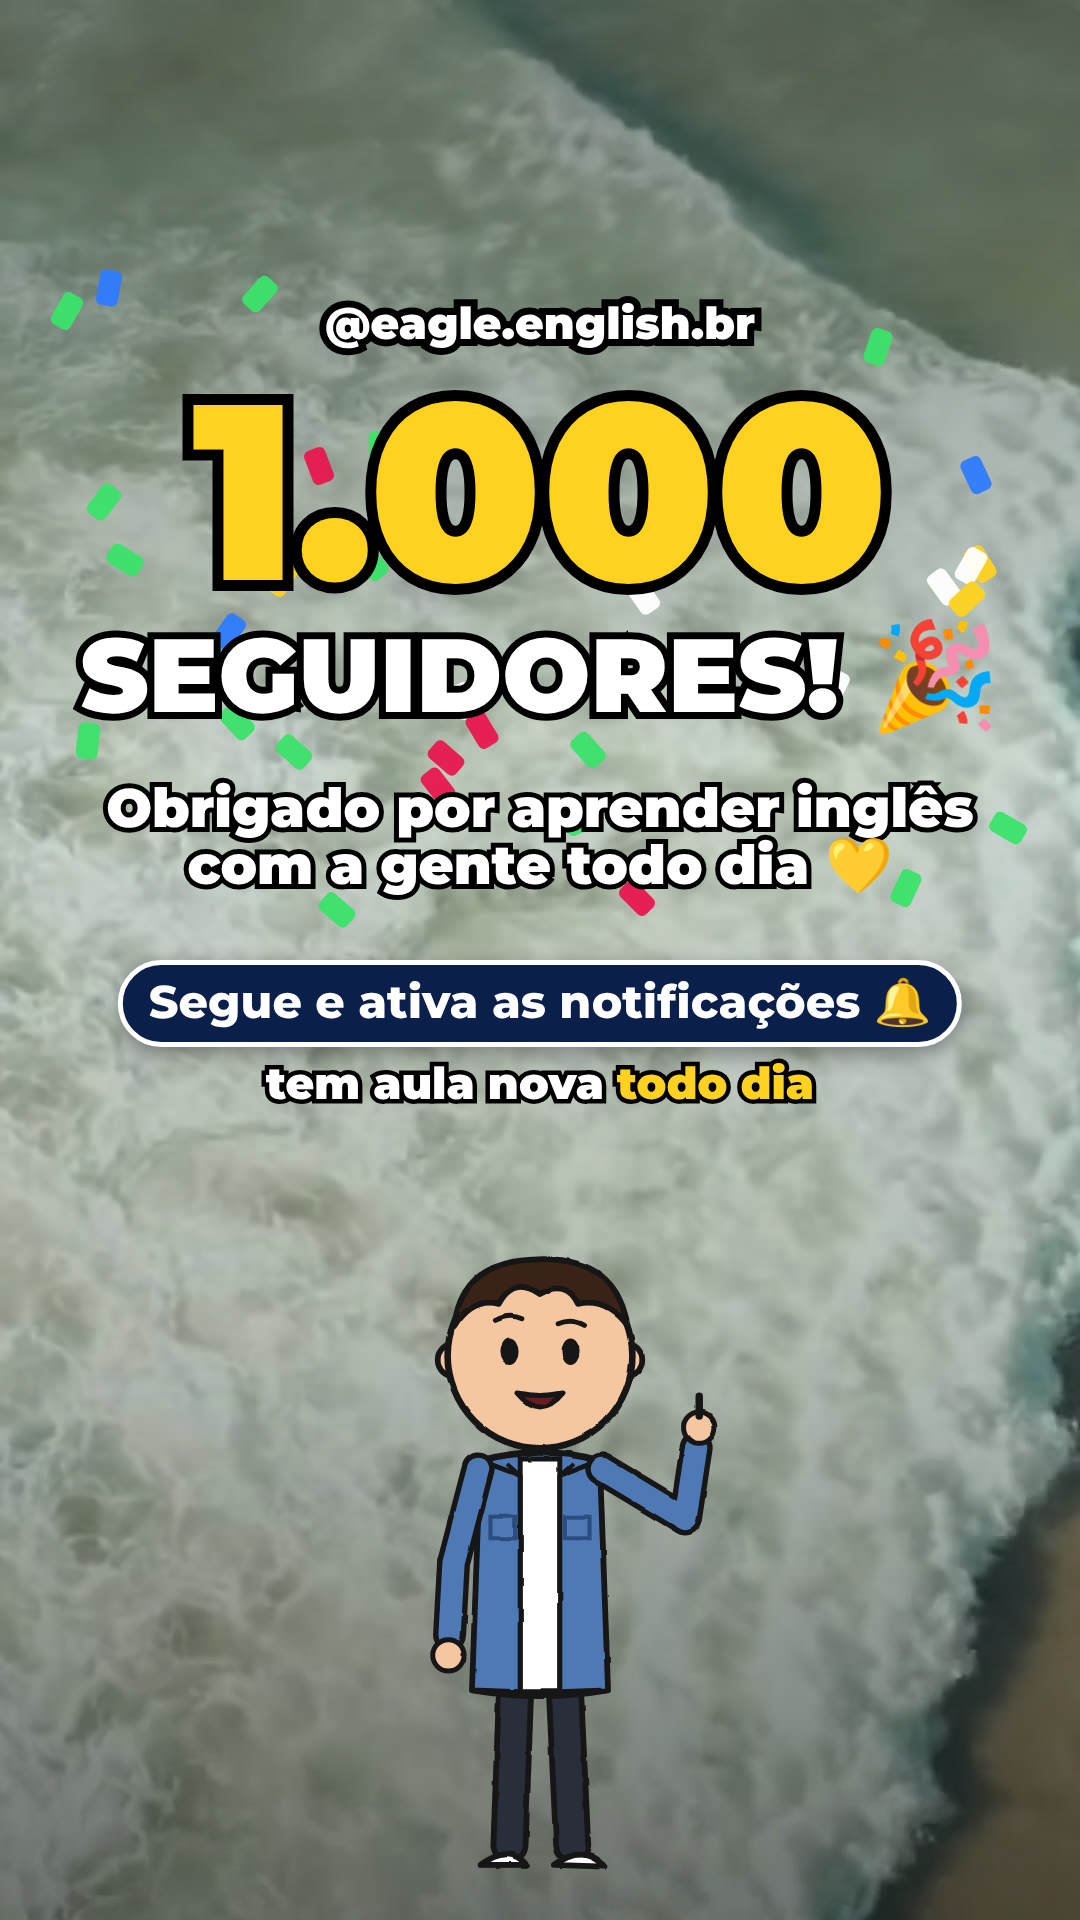 @eagle.english.br
1.000
SEGUIDORES! 🎉
Obrigado por aprender inglês
com a gente todo dia 💛
Segue e ativa as notificações 🔔
tem aula nova todo dia